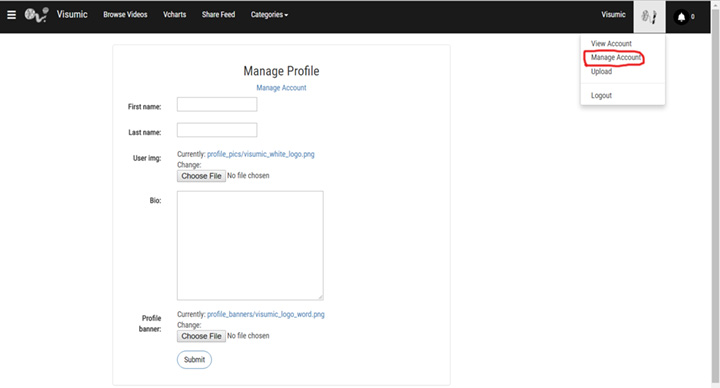 Visumic Browse Videos Vcharts Share Feed Categories Visumic 0
View Account
Manage Account
Upload
Logout
Manage Profile
Manage Account
First name:
Last name:
User img: Currently: profile_pics/visumic_white_logo.png
Change:
Choose File No file chosen
Bio:
Profile banner: Currently: profile_banners/visumic_logo_word.png
Change:
Choose File No file chosen
Submit